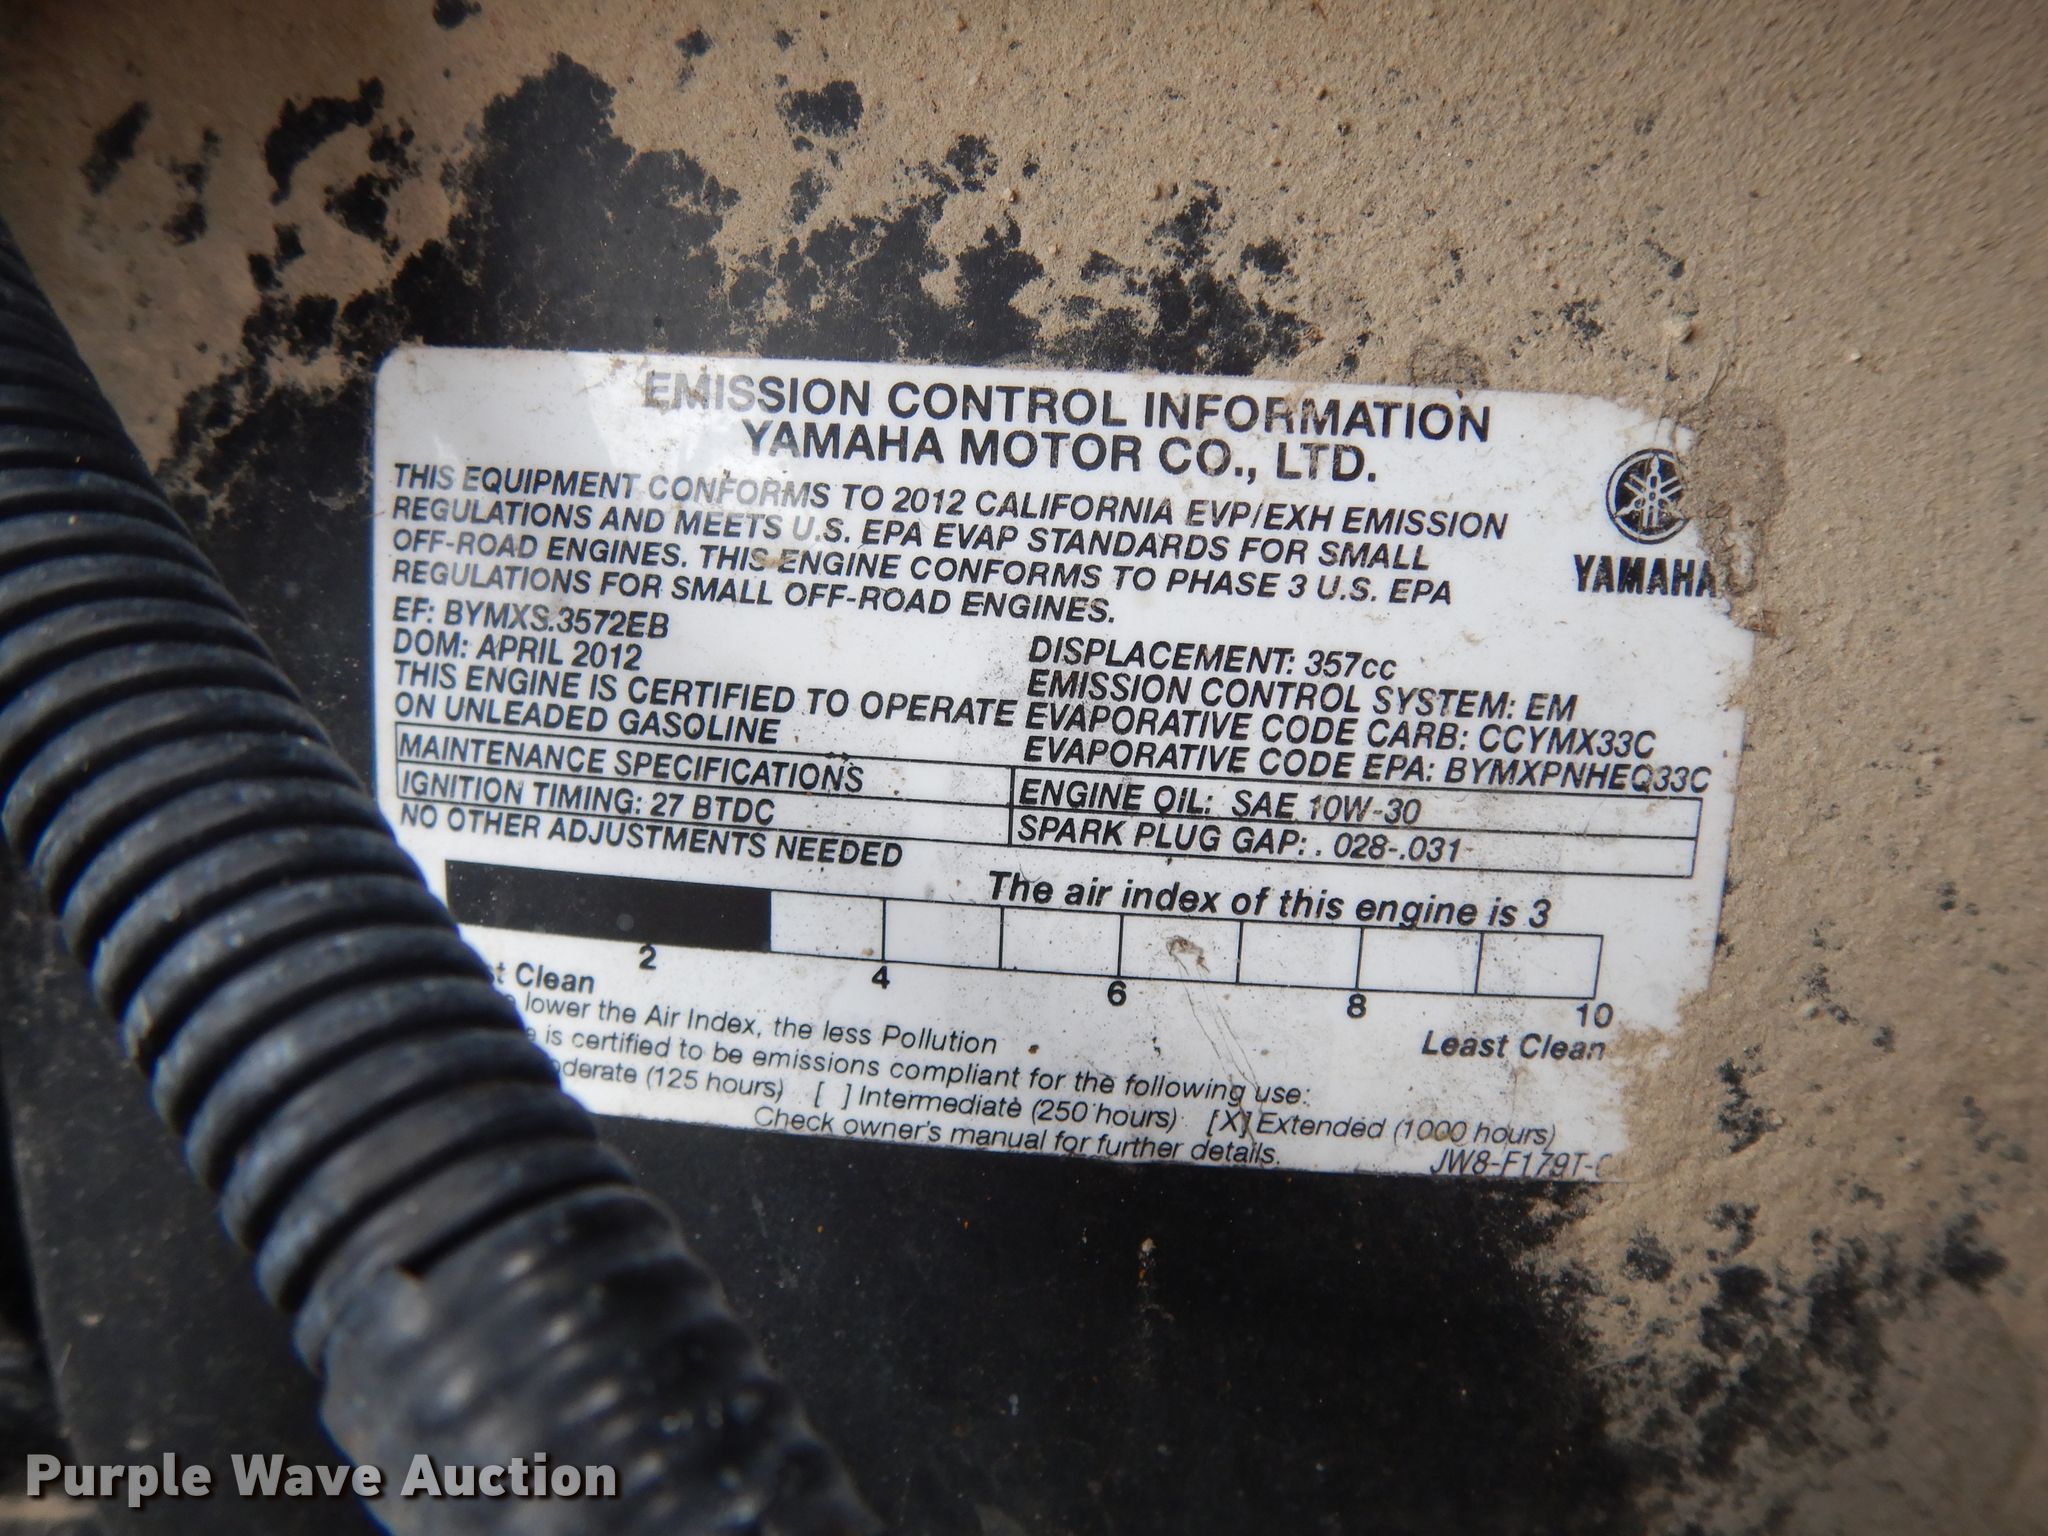 EMISSION CONTROL INFORMATION
YAMAHA MOTOR CO., LTD.
THIS EQUIPMENT CONFORMS TO 2012 CALIFORNIA EVP/EXH EMISSION
REGULATIONS AND MEETS U.S. EPA EVAP STANDARDS FOR SMALL
OFF-ROAD ENGINES. THIS ENGINE CONFORMS TO PHASE 3 U.S. EPA
REGULATIONS FOR SMALL OFF-ROAD ENGINES.
YAMAHA
EF: BYMXS.3572EB
DOM: APRIL 2012
THIS ENGINE IS CERTIFIED TO OPERATE
ON UNLEADED GASOLINE
DISPLACEMENT: 357cc
EMISSION CONTROL SYSTEM: EM
EVAPORATIVE CODE CARB: CCYMX33C
EVAPORATIVE CODE EPA: BYMXPNHEQ33C
MAINTENANCE SPECIFICATIONS
IGNITION TIMING: 27 BTDC
NO OTHER ADJUSTMENTS NEEDED
ENGINE OIL: SAE 10W-30
SPARK PLUG GAP: .028-.031
The air index of this engine is 3
2 4 6 8 10
Clean Least Clean
lower the Air Index, the less Pollution
is certified to be emissions compliant for the following use:
(125 hours) [ ] Intermediate (250 hours) [X] Extended (1000 hours)
Check owner's manual for further details.
JW8-F179T-
Purple Wave Auction